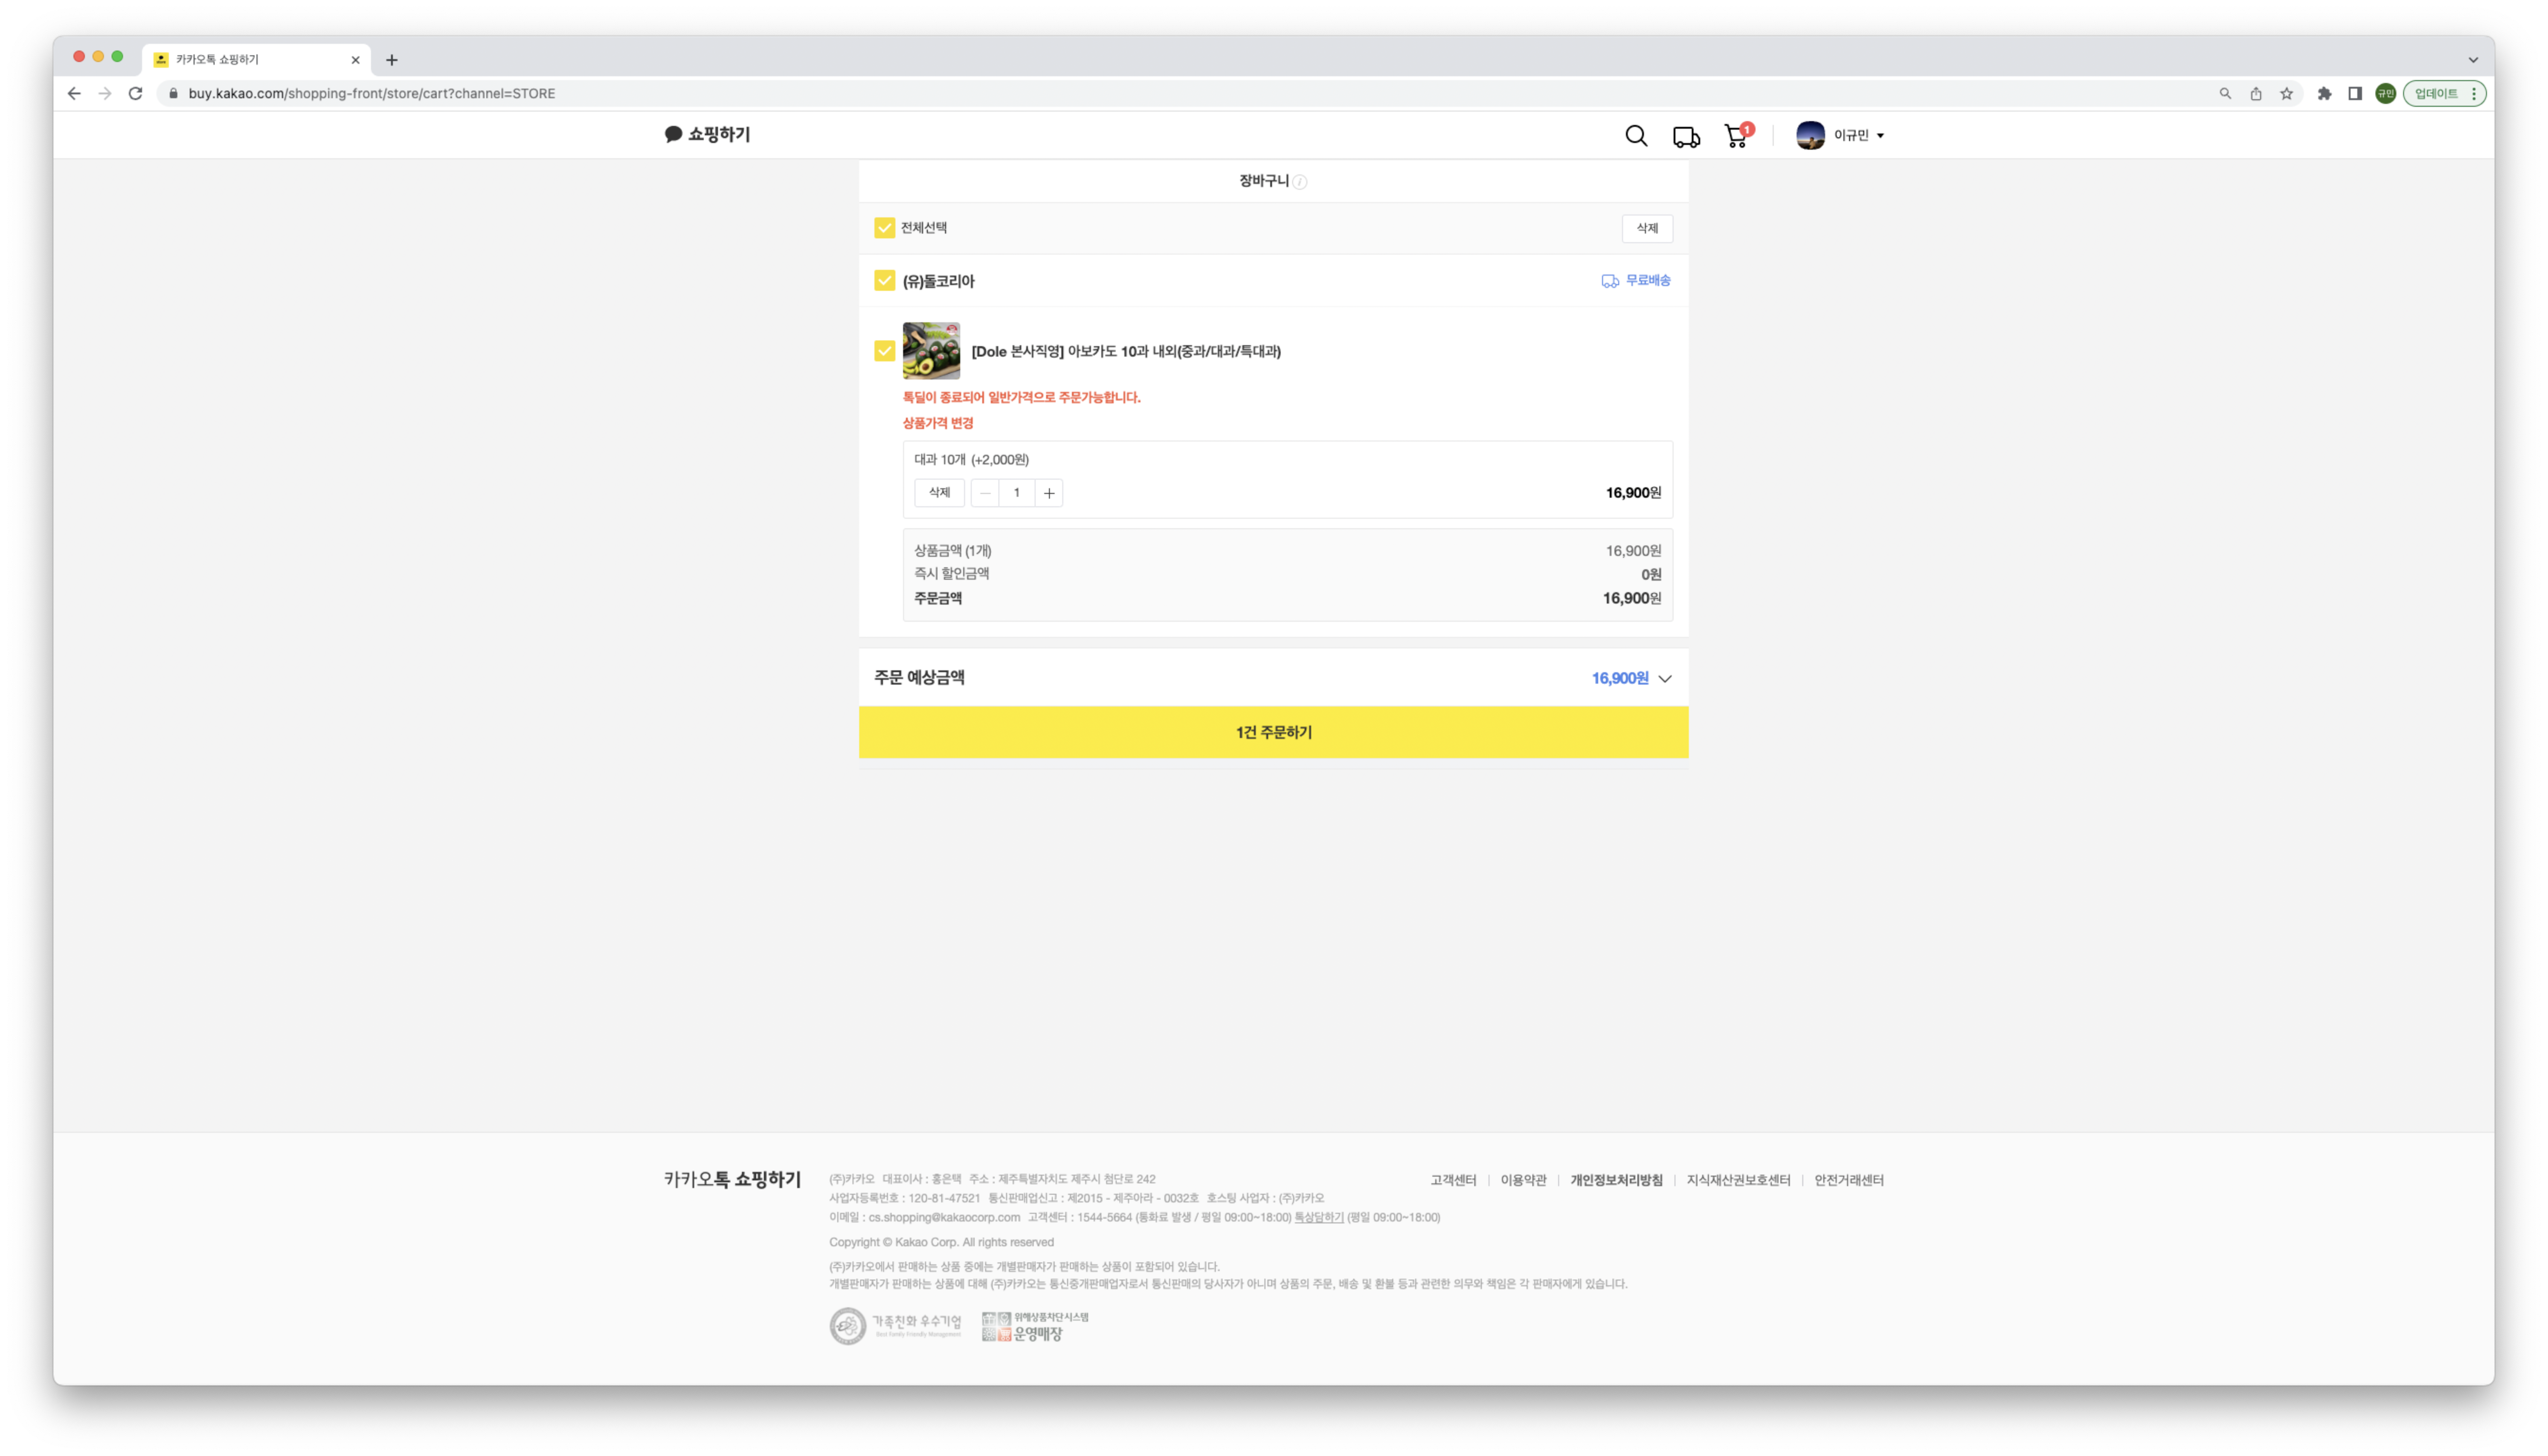 카카오톡 쇼핑하기
buy.kakao.com/shopping-front/store/cart?channel=STORE
규민
업데이트
쇼핑하기
1
이규민
장바구니
전체선택
삭제
(유)돌코리아
무료배송
[Dole 본사직영] 아보카도 10과 내외(중과/대과/특대과)
톡딜이 종료되어 일반가격으로 주문가능합니다.
상품가격 변경
대과 10개 (+2,000원)
삭제 1 16,900원
상품금액 (1개) 16,900원
즉시 할인금액 0원
주문금액 16,900원
주문 예상금액 16,900원
1건 주문하기
카카오톡 쇼핑하기
(주)카카오 대표이사 : 홍은택 주소 : 제주특별자치도 제주시 첨단로 242
사업자등록번호 : 120-81-47521 통신판매업신고 : 제2015 - 제주아라 - 0032호 호스팅 사업자 : (주)카카오
이메일 : cs.shopping@kakaocorp.com 고객센터 : 1544-5664 (통화료 발생 / 평일 09:00~18:00) 톡상담하기 (평일 09:00~18:00)
Copyright © Kakao Corp. All rights reserved
(주)카카오에서 판매하는 상품 중에는 개별판매자가 판매하는 상품이 포함되어 있습니다.
개별판매자가 판매하는 상품에 대해 (주)카카오는 통신중개판매업자로서 통신판매의 당사자가 아니며 상품의 주문, 배송 및 환불 등과 관련한 의무와 책임은 각 판매자에게 있습니다.
고객센터 | 이용약관 | 개인정보처리방침 | 지식재산권보호센터 | 안전거래센터
가족친화 우수기업
Best Family Friendly Management
위해상품차단시스템
운영매장